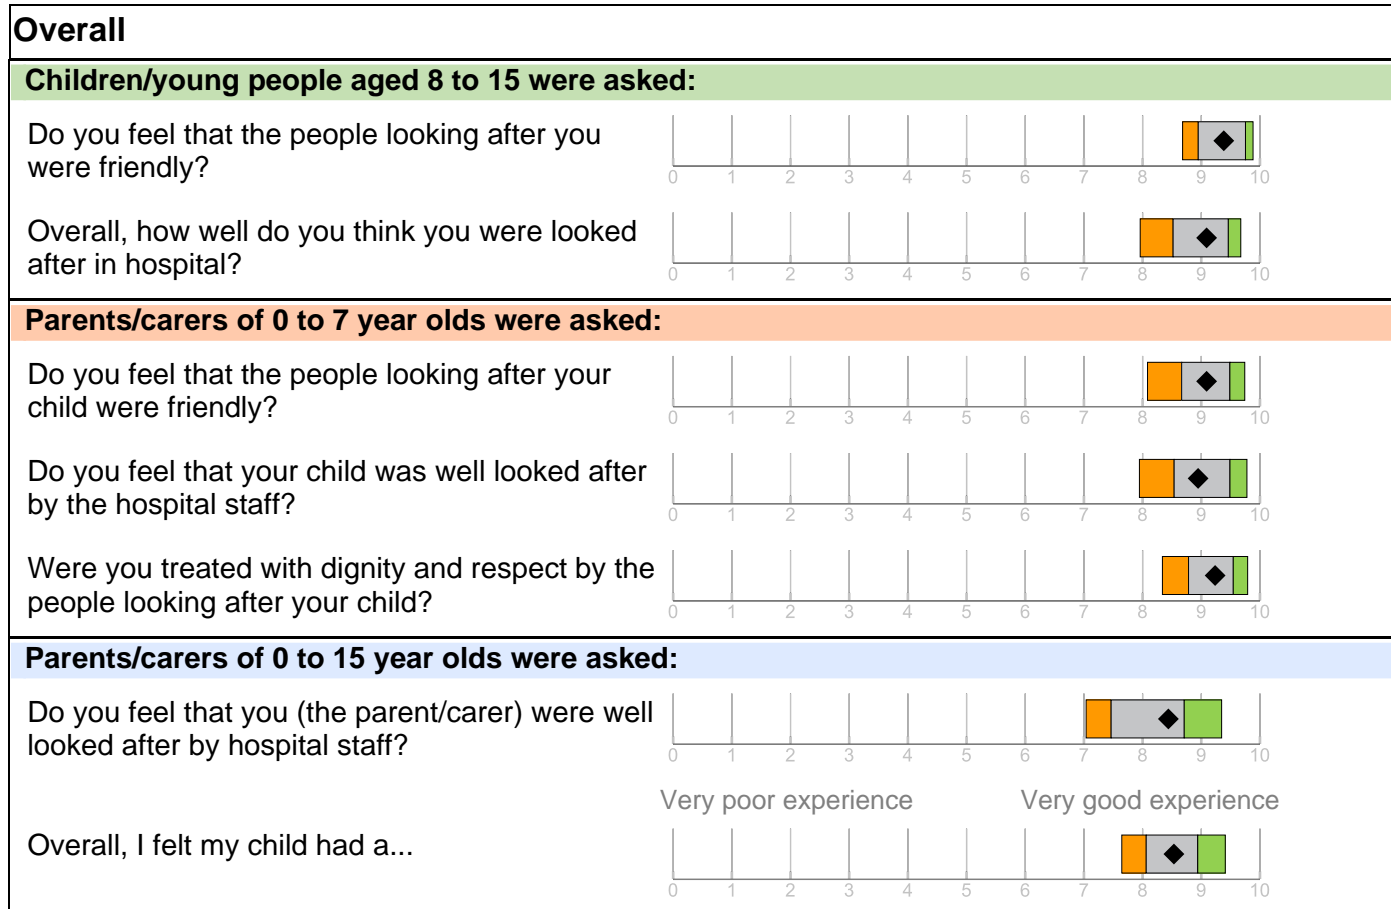 Overall
Children/young people aged 8 to 15 were asked:
Do you feel that the people looking after you
were friendly?
0 1 2 3 4 5 6 7 8 9 10
Overall, how well do you think you were looked
after in hospital?
0 1 2 3 4 5 6 7 8 9 10
Parents/carers of 0 to 7 year olds were asked:
Do you feel that the people looking after your
child were friendly?
0 1 2 3 4 5 6 7 8 9 10
Do you feel that your child was well looked after
by the hospital staff?
0 1 2 3 4 5 6 7 8 9 10
Were you treated with dignity and respect by the
people looking after your child?
0 1 2 3 4 5 6 7 8 9 10
Parents/carers of 0 to 15 year olds were asked:
Do you feel that you (the parent/carer) were well
looked after by hospital staff?
0 1 2 3 4 5 6 7 8 9 10
Very poor experience Very good experience
Overall, I felt my child had a...
0 1 2 3 4 5 6 7 8 9 10